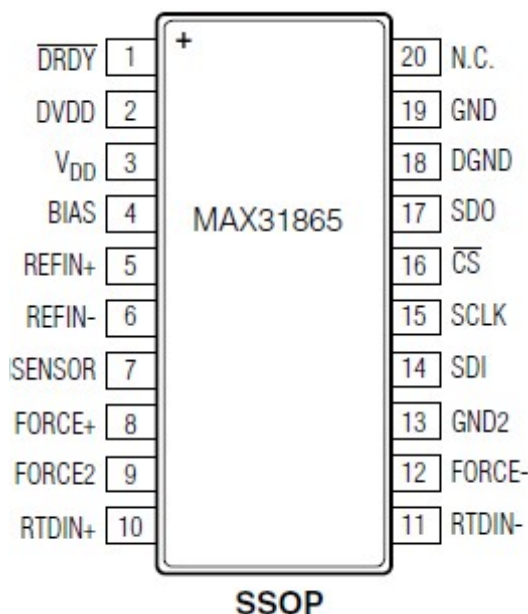 DRDY 1 + 20 N.C.
DVDD 2 19 GND
VDD 3 18 DGND
BIAS 4 MAX31865 17 SDO
REFIN+ 5 16 CS
REFIN- 6 15 SCLK
ISENSOR 7 14 SDI
FORCE+ 8 13 GND2
FORCE2 9 12 FORCE-
RTDIN+ 10 11 RTDIN-
SSOP